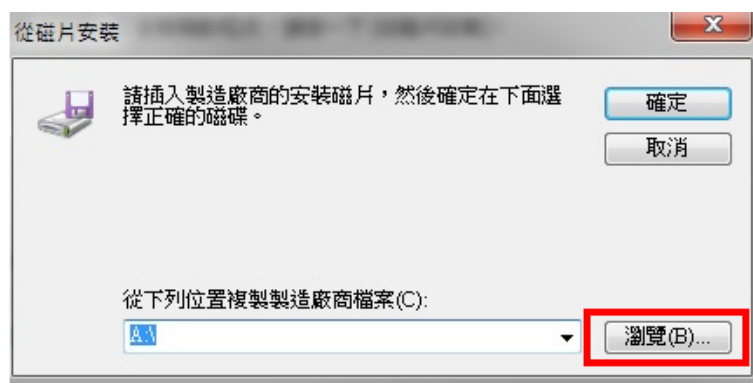 從磁片安裝
請插入製造廠商的安裝磁片，然後確定在下面選
擇正確的磁碟。
確定
取消
從下列位置複製製造廠商檔案(C):
A:\
瀏覽(B)...